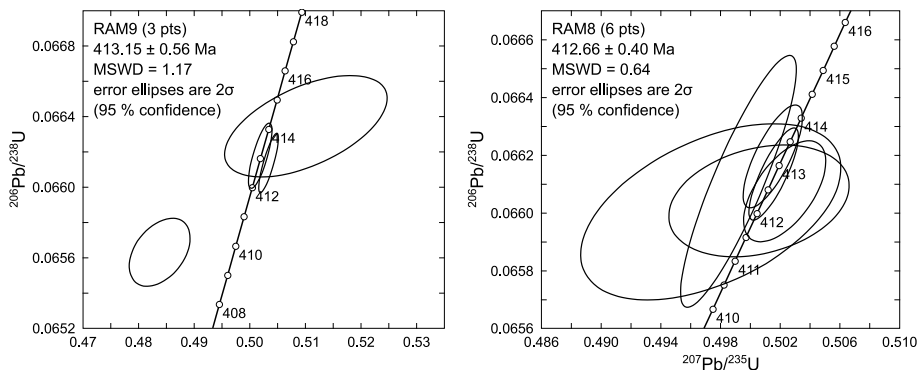 RAM9 (3 pts)
413.15 ± 0.56 Ma
MSWD = 1.17
error ellipses are 2σ
(95 % confidence)
418
416
414
412
410
408
0.0668
0.0664
0.0660
0.0656
0.0652
206Pb/238U
0.47
0.48
0.49
0.50
0.51
0.52
0.53
RAM8 (6 pts)
412.66 ± 0.40 Ma
MSWD = 0.64
error ellipses are 2σ
(95 % confidence)
416
415
414
413
412
411
410
0.0666
0.0664
0.0662
0.0660
0.0658
0.0656
206Pb/238U
0.486
0.490
0.494
0.498
0.502
0.506
0.510
207Pb/235U